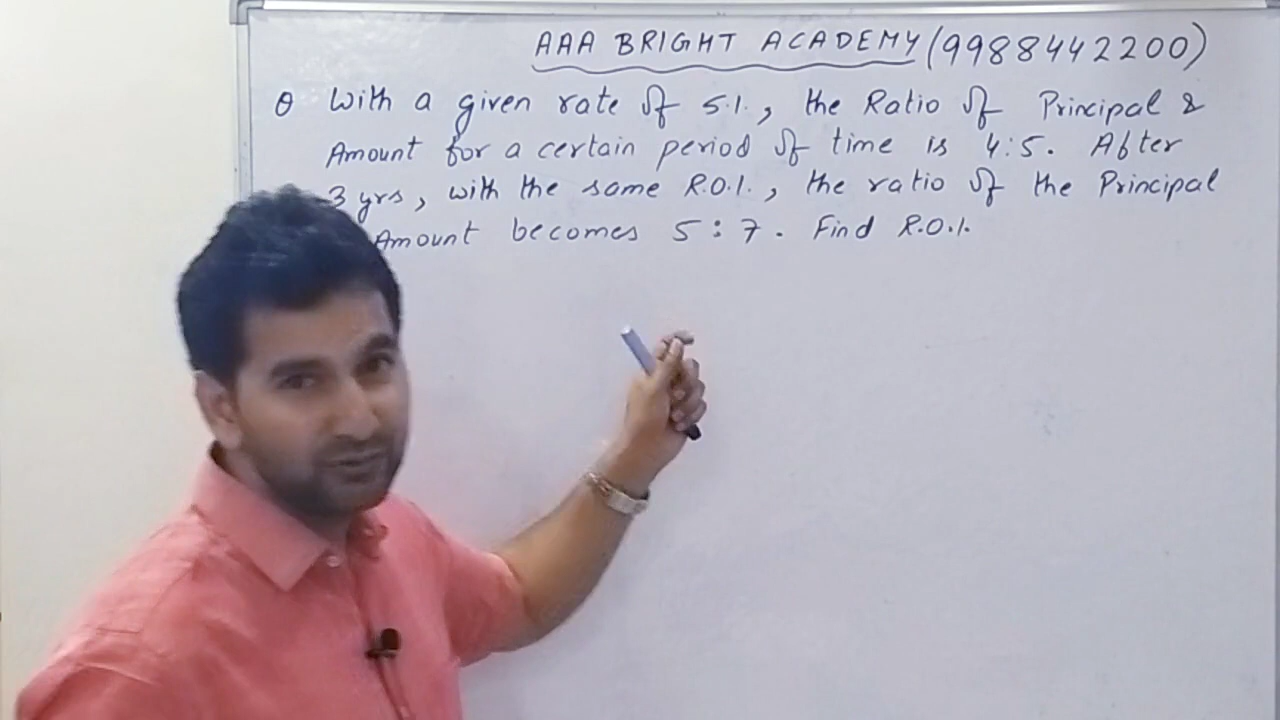 AAA BRIGHT ACADEMY (9988442200)
Q With a given rate of S.I., the Ratio of Principal &
Amount for a certain period of time is 4:5. After
3 yrs, with the same R.O.I., the ratio of the Principal
Amount becomes 5:7. Find R.O.I.